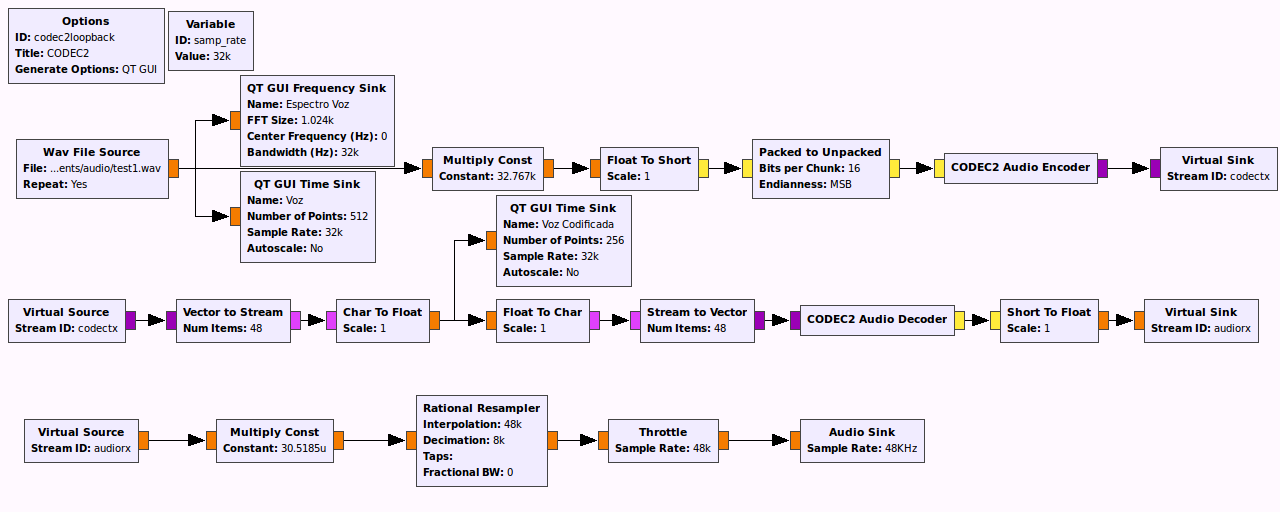 Options
ID: codec2loopback
Title: CODEC2
Generate Options: QT GUI
Variable
ID: samp_rate
Value: 32k
QT GUI Frequency Sink
Name: Espectro Voz
FFT Size: 1.024k
Center Frequency (Hz): 0
Bandwidth (Hz): 32k
Wav File Source
File: ...ents/audio/test1.wav
Repeat: Yes
QT GUI Time Sink
Name: Voz
Number of Points: 512
Sample Rate: 32k
Autoscale: No
Multiply Const
Constant: 32.767k
Float To Short
Scale: 1
Packed to Unpacked
Bits per Chunk: 16
Endianness: MSB
CODEC2 Audio Encoder
Virtual Sink
Stream ID: codectx
QT GUI Time Sink
Name: Voz Codificada
Number of Points: 256
Sample Rate: 32k
Autoscale: No
Virtual Source
Stream ID: codectx
Vector to Stream
Num Items: 48
Char To Float
Scale: 1
Float To Char
Scale: 1
Stream to Vector
Num Items: 48
CODEC2 Audio Decoder
Short To Float
Scale: 1
Virtual Sink
Stream ID: audiorx
Virtual Source
Stream ID: audiorx
Multiply Const
Constant: 30.5185u
Rational Resampler
Interpolation: 48k
Decimation: 8k
Taps:
Fractional BW: 0
Throttle
Sample Rate: 48k
Audio Sink
Sample Rate: 48KHz